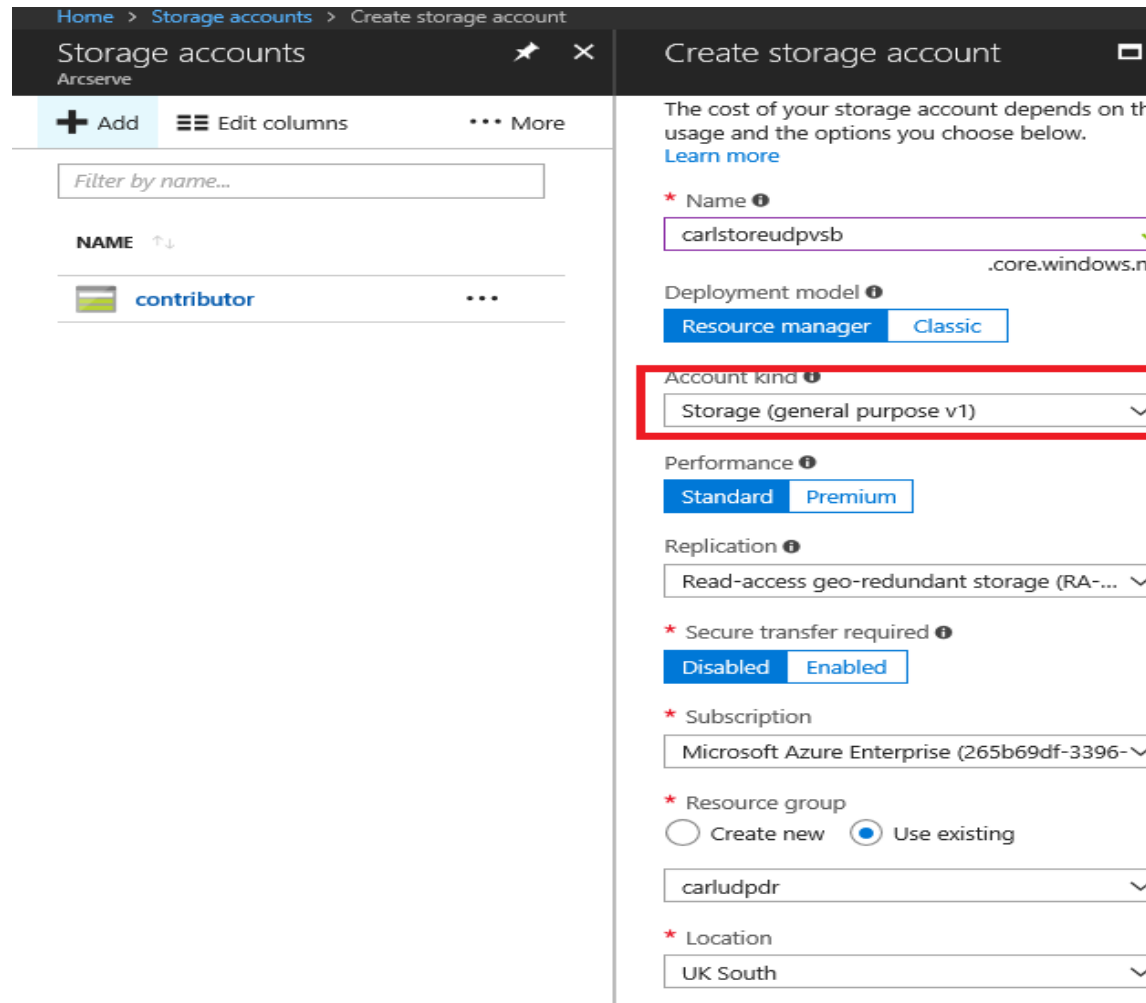 Home > Storage accounts > Create storage account
Storage accounts
Arcserve
Add
Edit columns
More
Filter by name...
NAME
contributor
Create storage account
The cost of your storage account depends on th
usage and the options you choose below.
Learn more
* Name
carlstoreudpvsb
.core.windows.n
Deployment model
Resource manager
Classic
Account kind
Storage (general purpose v1)
Performance
Standard
Premium
Replication
Read-access geo-redundant storage (RA-...
* Secure transfer required
Disabled
Enabled
* Subscription
Microsoft Azure Enterprise (265b69df-3396-
* Resource group
Create new
Use existing
carludpdr
* Location
UK South